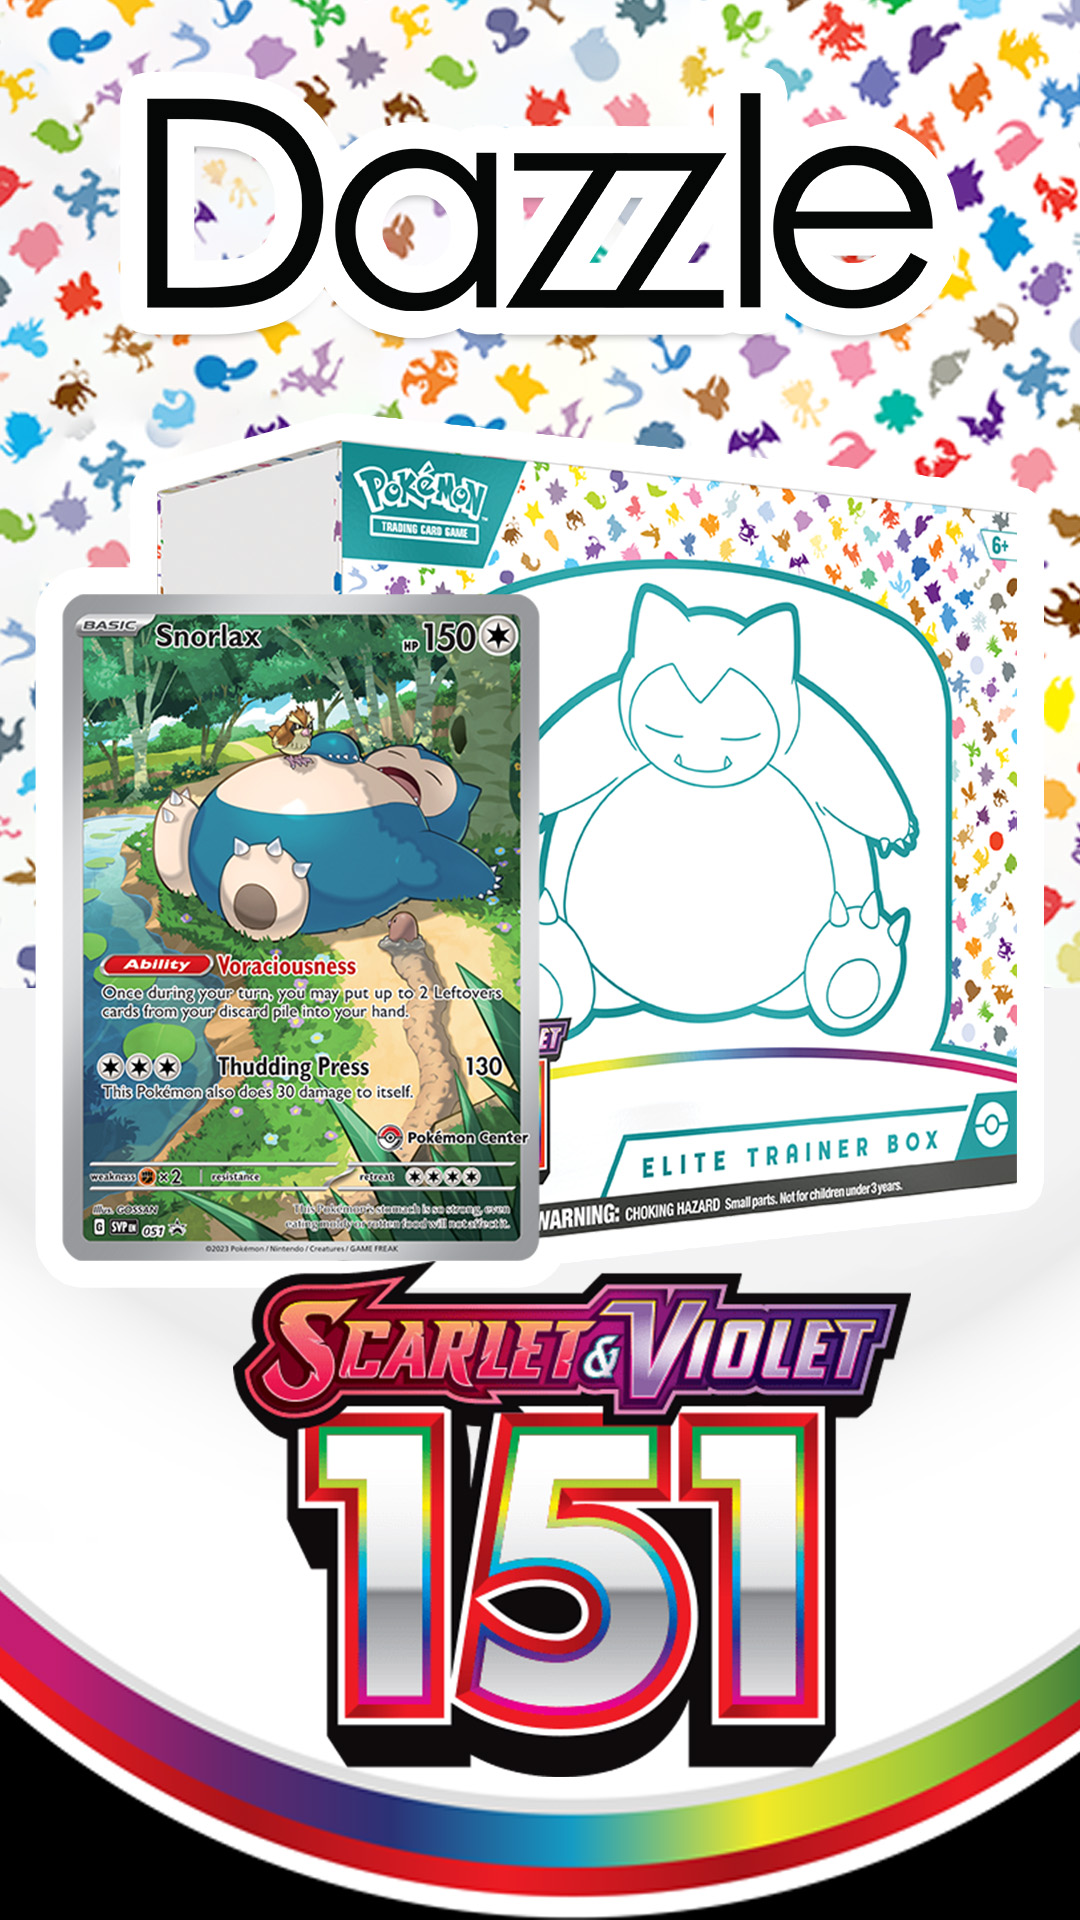 Dazzle
POKéMON
TRADING CARD GAME
6+
BASIC Snorlax HP 150
Ability Voraciousness
Once during your turn, you may put up to 2 Leftovers
cards from your discard pile into your hand.
Thudding Press 130
This Pokémon also does 30 damage to itself.
Pokémon Center
weakness ×2 resistance retreat
Illus. GOSSAN
This Pokémon's stomach is so strong, even
eating moldy or rotten food will not affect it.
G SVP EN 051
©2023 Pokémon / Nintendo / Creatures / GAME FREAK
ET
ELITE TRAINER BOX
WARNING: CHOKING HAZARD Small parts. Not for children under 3 years.
SCARLET & VIOLET
151